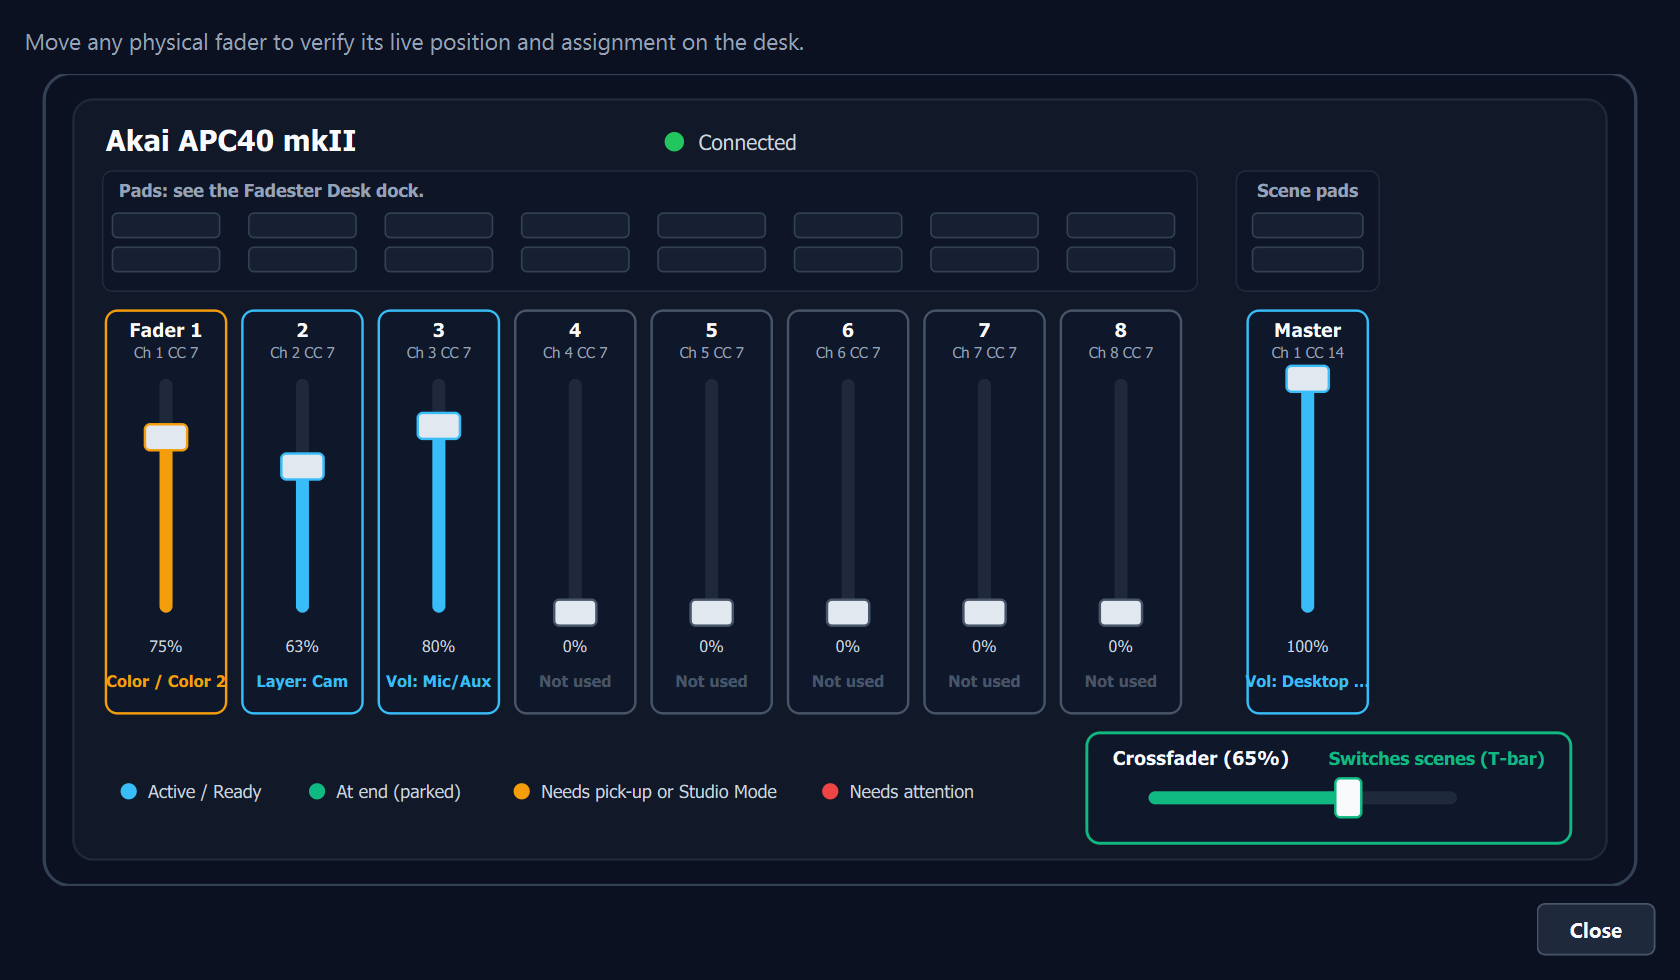 Move any physical fader to verify its live position and assignment on the desk.
Akai APC40 mkII
Connected
Pads: see the Fadester Desk dock.
Scene pads
Fader 1
Ch 1 CC 7
75%
Color / Color 2
2
Ch 2 CC 7
63%
Layer: Cam
3
Ch 3 CC 7
80%
Vol: Mic/Aux
4
Ch 4 CC 7
0%
Not used
5
Ch 5 CC 7
0%
Not used
6
Ch 6 CC 7
0%
Not used
7
Ch 7 CC 7
0%
Not used
8
Ch 8 CC 7
0%
Not used
Master
Ch 1 CC 14
100%
Vol: Desktop ...
Active / Ready
At end (parked)
Needs pick-up or Studio Mode
Needs attention
Crossfader (65%)
Switches scenes (T-bar)
Close